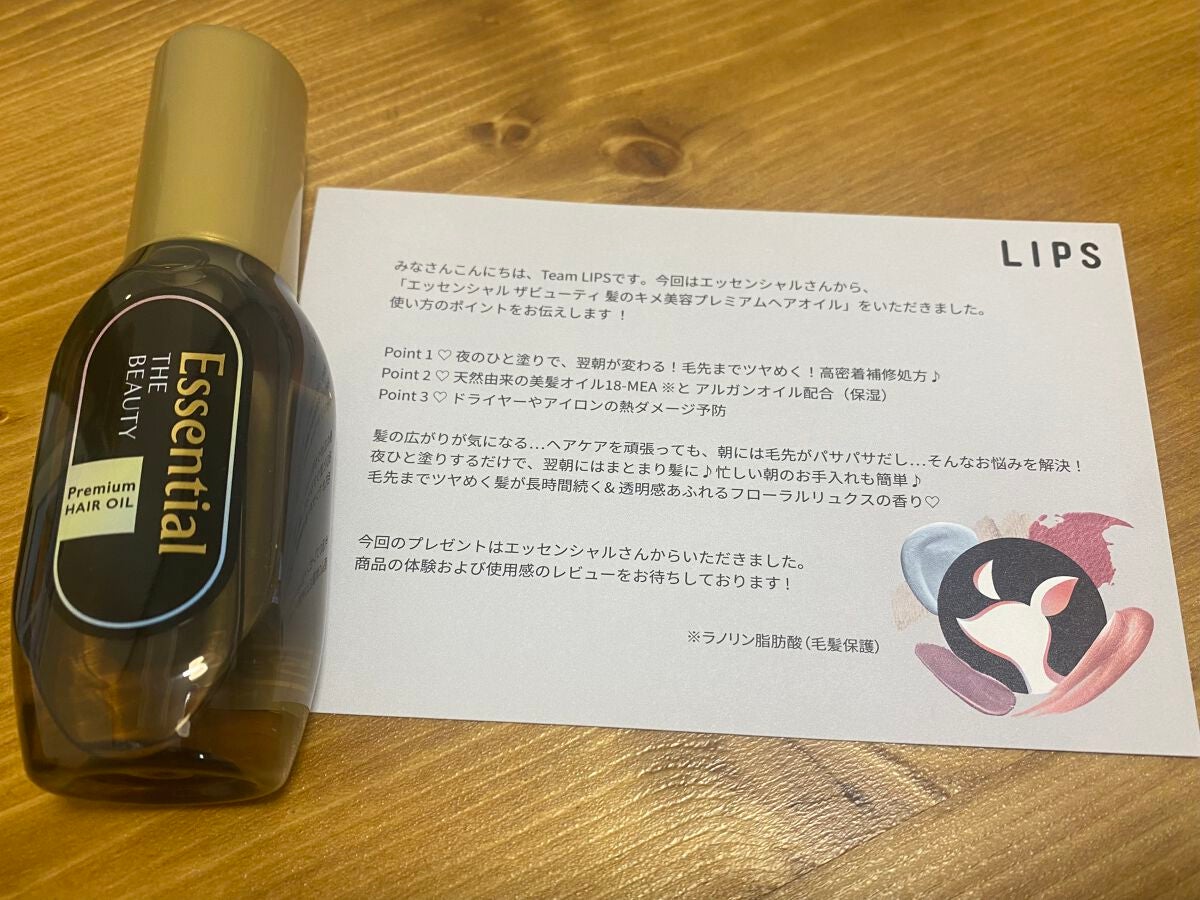 Essential
THE
BEAUTY
Premium
HAIR OIL
LIPS
みなさんこんにちは、Team LIPSです。今回はエッセンシャルさんから、
「エッセンシャル ザビューティ 髪のキメ美容プレミアムヘアオイル」をいただきました。
使い方のポイントをお伝えします！
Point 1 ♡ 夜のひと塗りで、翌朝が変わる！毛先までツヤめく！高密着補修処方♪
Point 2 ♡ 天然由来の美髪オイル18-MEA ※と アルガンオイル配合（保湿）
Point 3 ♡ ドライヤーやアイロンの熱ダメージ予防
髪の広がりが気になる…ヘアケアを頑張っても、朝には毛先がパサパサだし…そんなお悩みを解決！
夜ひと塗りするだけで、翌朝にはまとまり髪に♪忙しい朝のお手入れも簡単♪
毛先までツヤめく髪が長時間続く& 透明感あふれるフローラルリュクスの香り♡
今回のプレゼントはエッセンシャルさんからいただきました。
商品の体験および使用感のレビューをお待ちしております！
※ラノリン脂肪酸（毛髪保護）